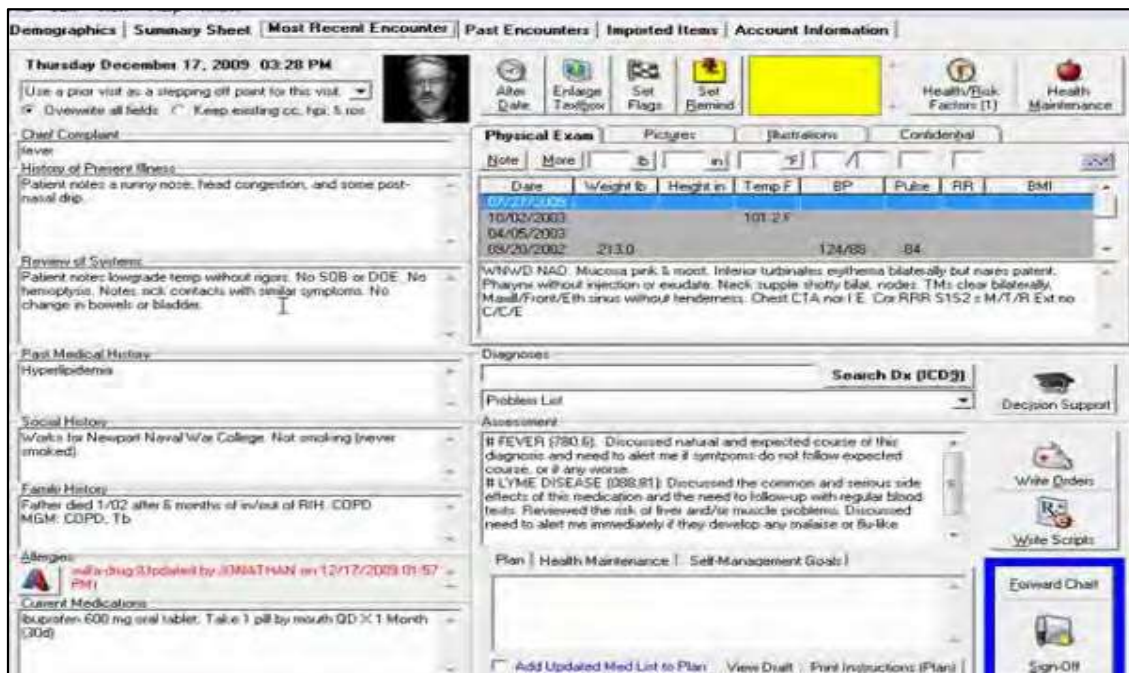 Demographics | Summary Sheet | Most Recent Encounter | Past Encounters | Imported Items | Account Information
Thursday December 17, 2009 03:28 PM
Use a prior visit as a stepping off point for this visit.
Overwrite all fields Keep existing cc, hpi, & ros
Alter Date
Enlarge Textbox
Set Flags
Set Remind
Health/Risk Factors (1)
Health Maintenance
Chief Complaint
fever
History of Present Illness
Patient notes a runny nose, head congestion, and some post-
nasal drip.
Review of Systems
Patient notes lowgrade temp without rigors. No SOB or DOE. No
hemoptysis. Notes sick contacts with similar symptoms. No
change in bowels or bladder.
Past Medical History
Hyperlipidemia
Social History
Works for Newport Naval War College. Not smoking (never
smoked)
Family History
Father died 1/02 after 6 months of in/out of RIH. COPD
MGM: COPD, Tb
Allergies
sulfa-drug (Updated by JONATHAN on 12/17/2009 01:57
PM)
Current Medications
ibuprofen 600 mg oral tablet. Take 1 pill by mouth QD X 1 Month
(30d)
Physical Exam Pictures Illustrations Confidential
Note More lb in °F /
Date Weight lb Height in Temp F BP Pulse RR BMI
10/02/2003 101.2 F
04/05/2003
213.0 124/88 84
WNWD NAD. Mucosa pink & moist. Inferior turbinates erythema bilaterally but nares patent.
Pharynx without injection or exudate. Neck supple shotty bilat. nodes. TMs clear bilaterally,
Maxill/Front/Eth sinus without tenderness. Chest CTA nor I:E. Cor RRR S1S2 s M/T/R Ext no
C/C/E
Diagnoses
Search Dx (ICD9)
Problem List
Decision Support
Assessment
# FEVER (780.6): Discussed natural and expected course of this
diagnosis and need to alert me if symtpoms do not follow expected
course, or if any worse.
# LYME DISEASE (088.81): Discussed the common and serious side
effects of this medication and the need to follow-up with regular blood
tests. Reviewed the risk of liver and/or muscle problems. Discussed
need to alert me immediately if they develop any malaise or flu-like
Write Orders
Write Scripts
Plan | Health Maintenance | Self-Management Goals |
Forward Chart
Add Updated Med List to Plan View Draft Print Instructions (Plan)
Sign-Off